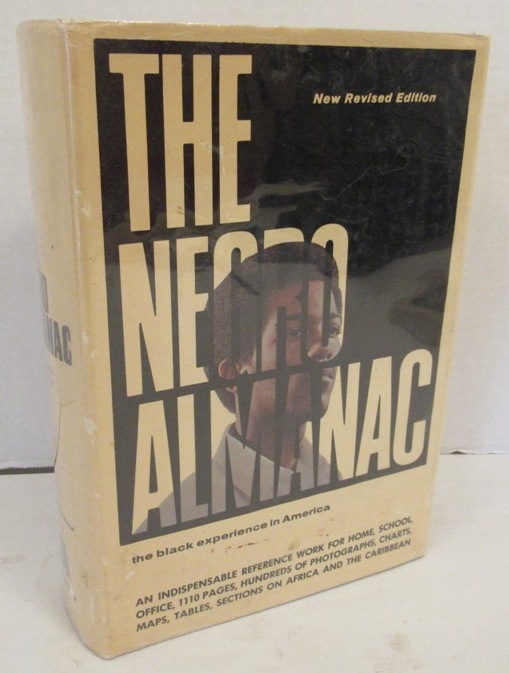 THE
NEGRO
ALMANAC
New Revised Edition
the black experience in America
AN INDISPENSABLE REFERENCE WORK FOR HOME, SCHOOL,
OFFICE, 1110 PAGES, HUNDREDS OF PHOTOGRAPHS, CHARTS,
MAPS, TABLES, SECTIONS ON AFRICA AND THE CARIBBEAN